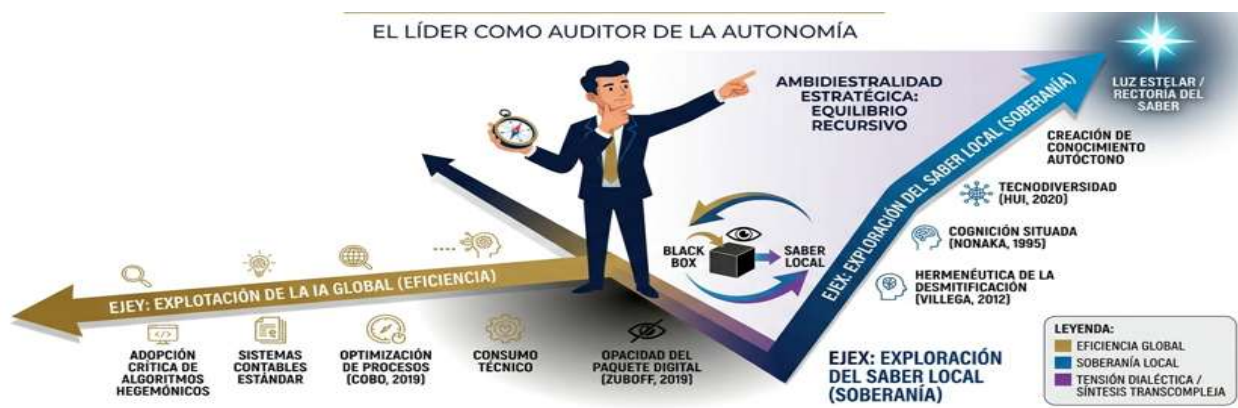 EL LÍDER COMO AUDITOR DE LA AUTONOMÍA
AMBIDIESTRALIDAD
ESTRATÉGICA:
EQUILIBRIO
RECURSIVO
LUZ ESTELAR /
RECTORÍA DEL
SABER
CREACIÓN DE
CONOCIMIENTO
AUTÓCTONO
TECNODIVERSIDAD
(HUI, 2020)
COGNICIÓN SITUADA
(NONAKA, 1995)
HERMENÉUTICA DE LA
DESMITIFICACIÓN
(VILLEGA, 2012)
EJEX: EXPLORACIÓN DEL SABER LOCAL (SOBERANÍA)
BLACK
BOX
SABER
LOCAL
EJEY: EXPLOTACIÓN DE LA IA GLOBAL (EFICIENCIA)
ADOPCIÓN
CRÍTICA DE
ALGORITMOS
HEGEMÓNICOS
SISTEMAS
CONTABLES
ESTÁNDAR
OPTIMIZACIÓN
DE PROCESOS
(COBO, 2019)
CONSUMO
TÉCNICO
OPACIDAD DEL
PAQUETE DIGITAL
(ZUBOFF, 2019)
EJEX: EXPLORACIÓN
DEL SABER LOCAL
(SOBERANÍA)
LEYENDA:
EFICIENCIA GLOBAL
SOBERANÍA LOCAL
TENSIÓN DIALÉCTICA /
SÍNTESIS TRANSCOMPLEJA